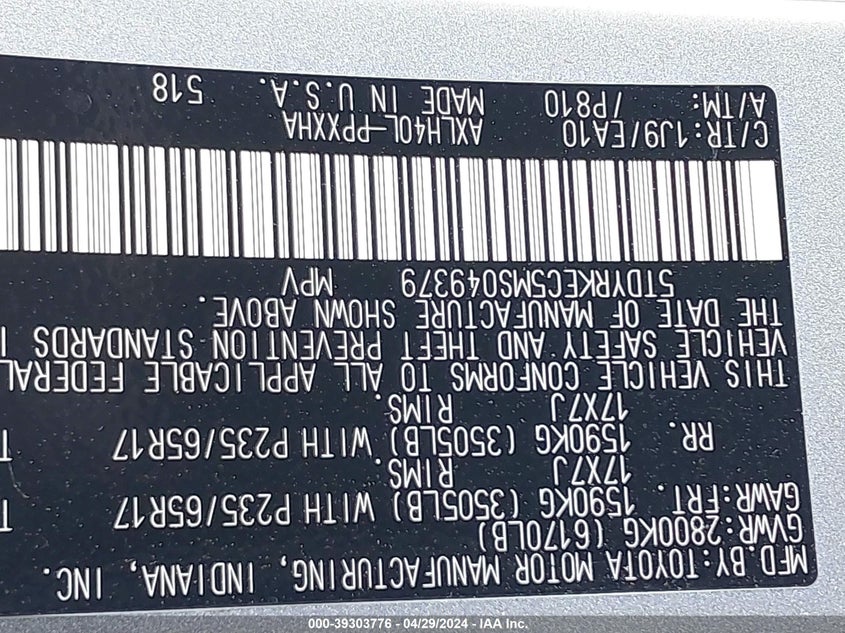 MFD.BY:TOYOTA MOTOR MANUFACTURING, INDIANA, INC.
GVWR:2800KG (6170LB)
GAWR:FRT. 1590KG (3505LB) WITH P235/65R17
17X7J RIMS.
RR. 1590KG (3505LB) WITH P235/65R17
17X7J RIMS.
THIS VEHICLE CONFORMS TO ALL APPLICABLE FEDERAL
VEHICLE SAFETY AND THEFT PREVENTION STANDARDS
THE DATE OF MANUFACTURE SHOWN ABOVE.
5TDYRKEC5MS049379 MPV
C/TR:1J9/EA10 AXLH40L-PPXXHA
A/TM: /P810 MADE IN U.S.A. 518
000-39303776 - 04/29/2024 - IAA Inc.